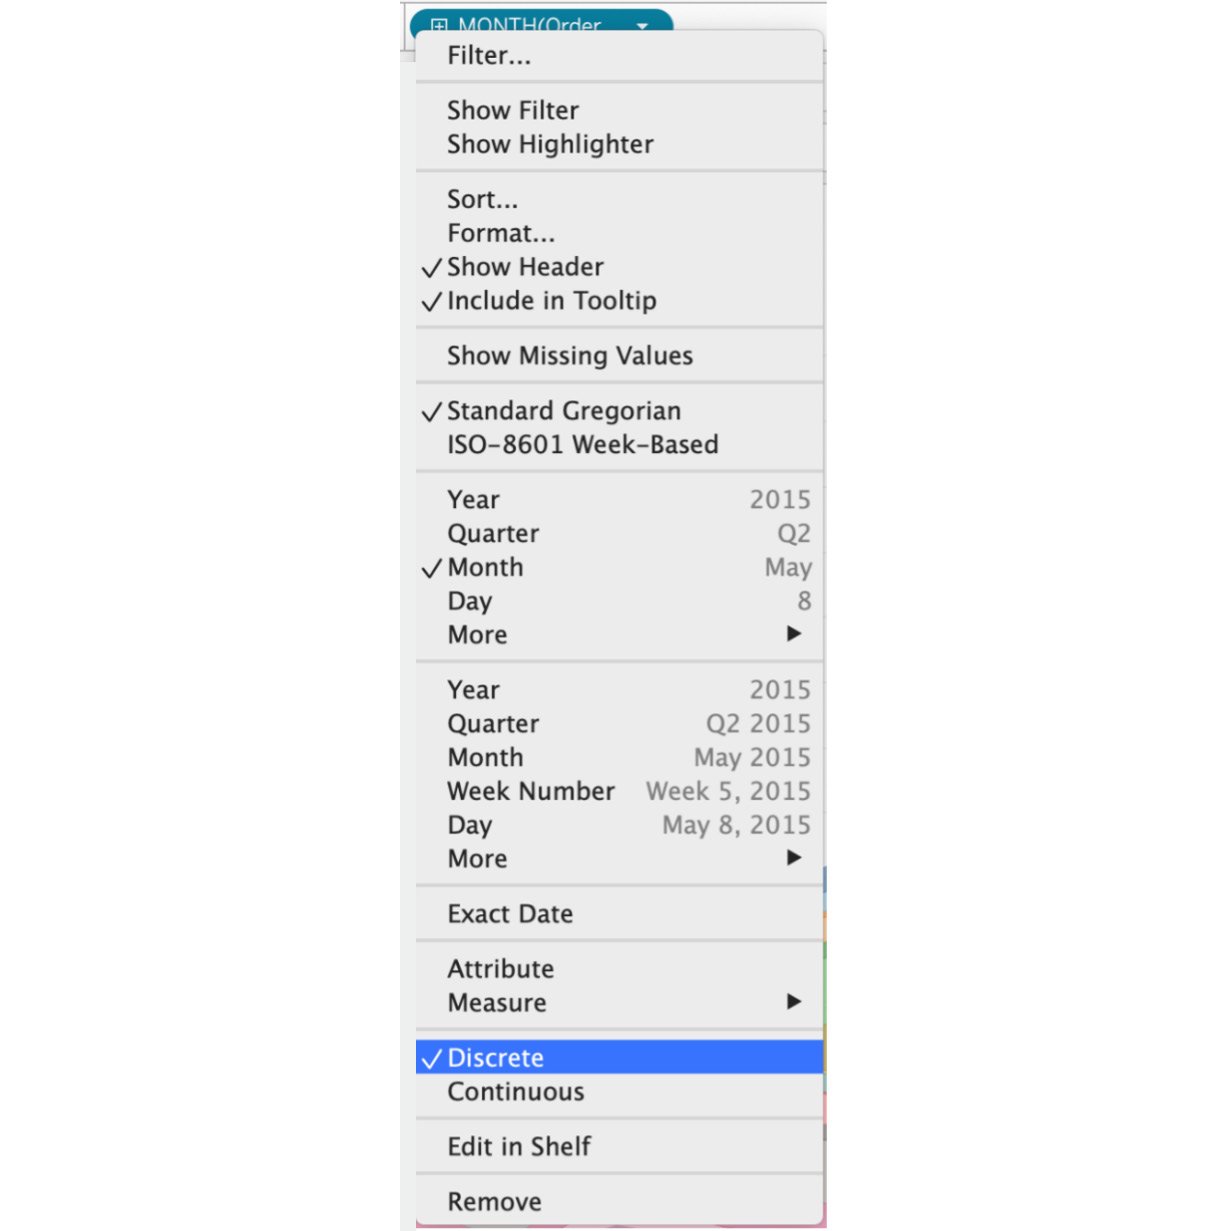 MONTH(Order
Filter...
Show Filter
Show Highlighter
Sort...
Format...
Show Header
Include in Tooltip
Show Missing Values
Standard Gregorian
ISO-8601 Week-Based
Year 2015
Quarter Q2
Month May
Day 8
More
Year 2015
Quarter Q2 2015
Month May 2015
Week Number Week 5, 2015
Day May 8, 2015
More
Exact Date
Attribute
Measure
Discrete
Continuous
Edit in Shelf
Remove